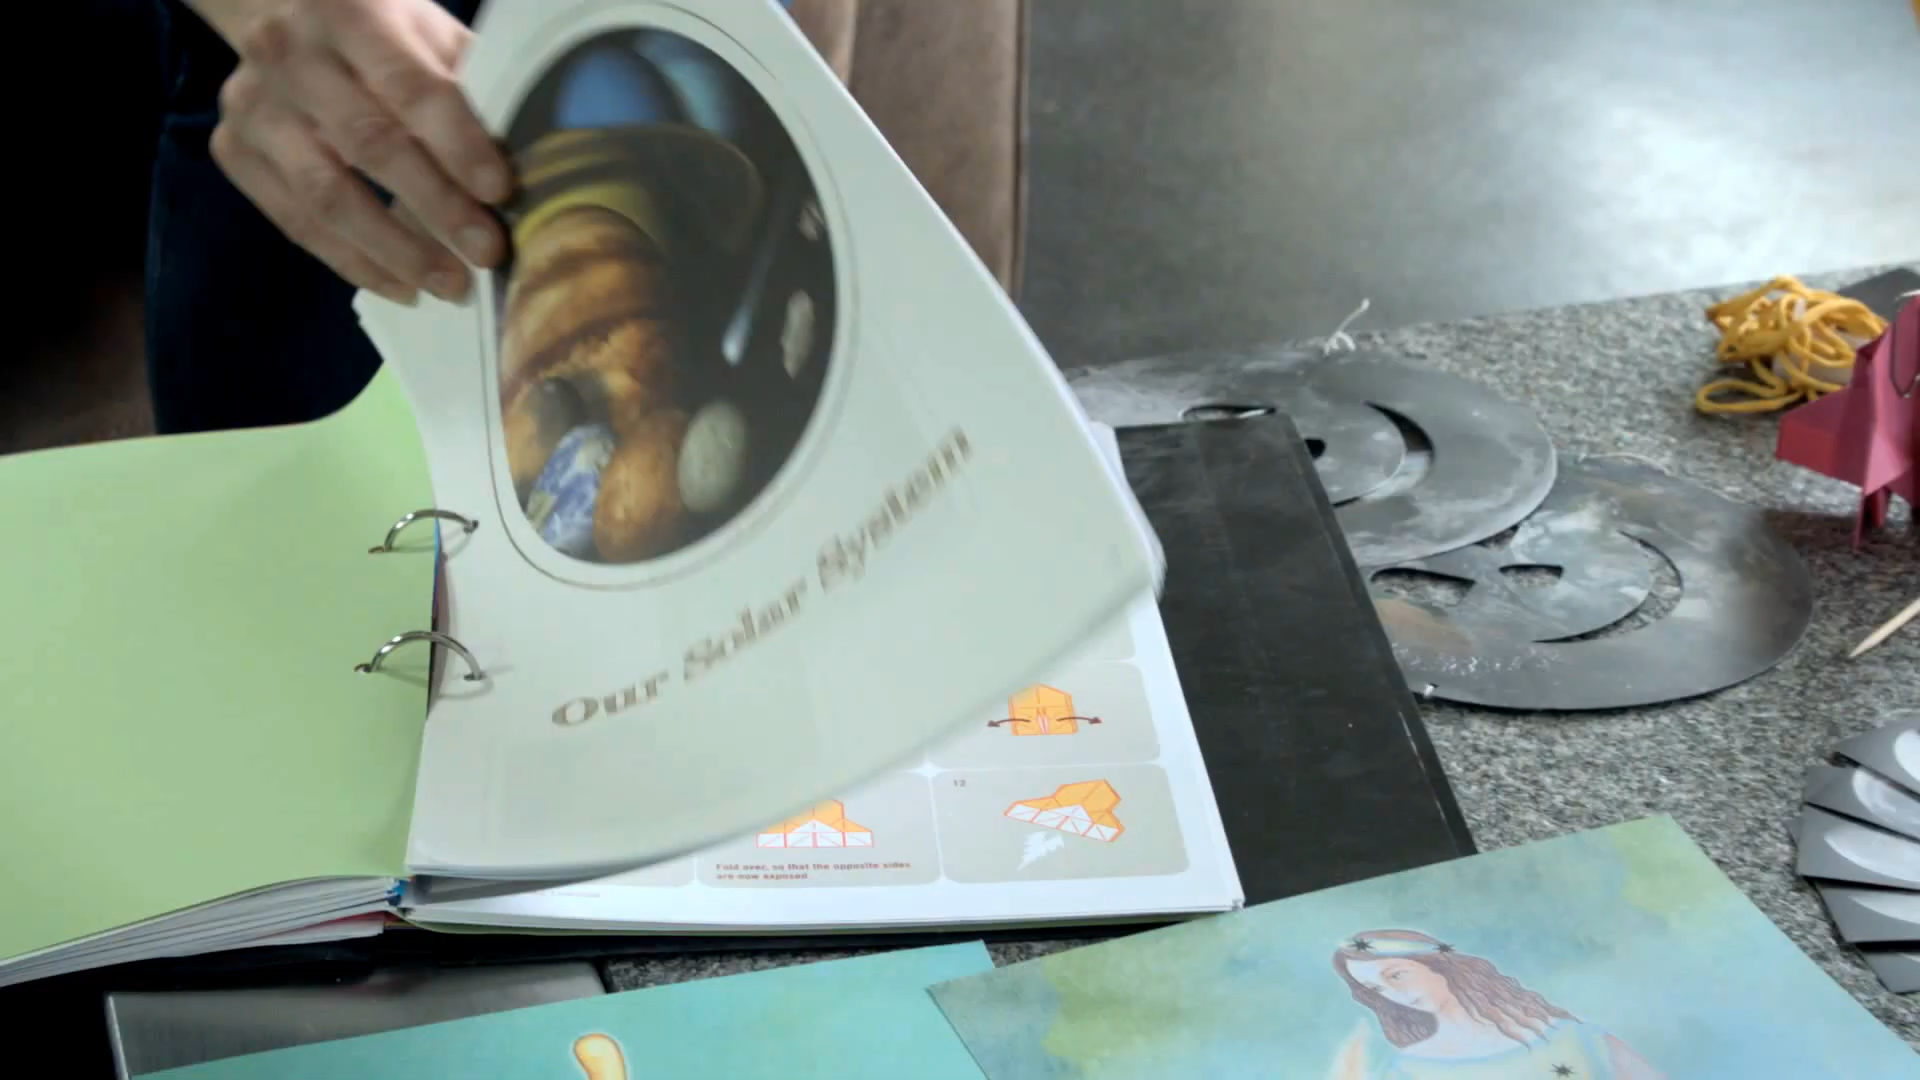 Our Solar System
12
Fold over, so that the opposite sides
are now exposed